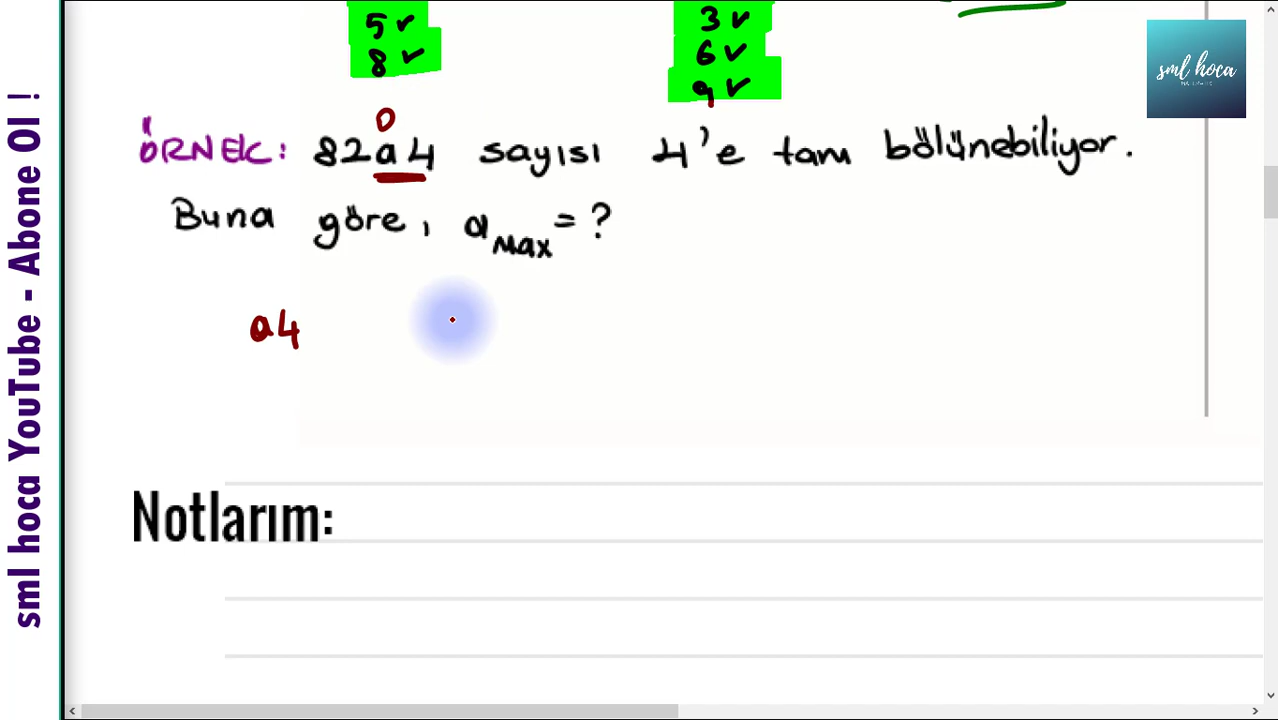 5 ✓
8 ✓
3 ✓
6 ✓
9 ✓
sml hoca
0
ÖRNEK: 82a4 sayısı 4'e tam bölünebiliyor.
Buna göre, aMax = ?
a4
Notlarım:
sml hoca YouTube - Abone Ol !